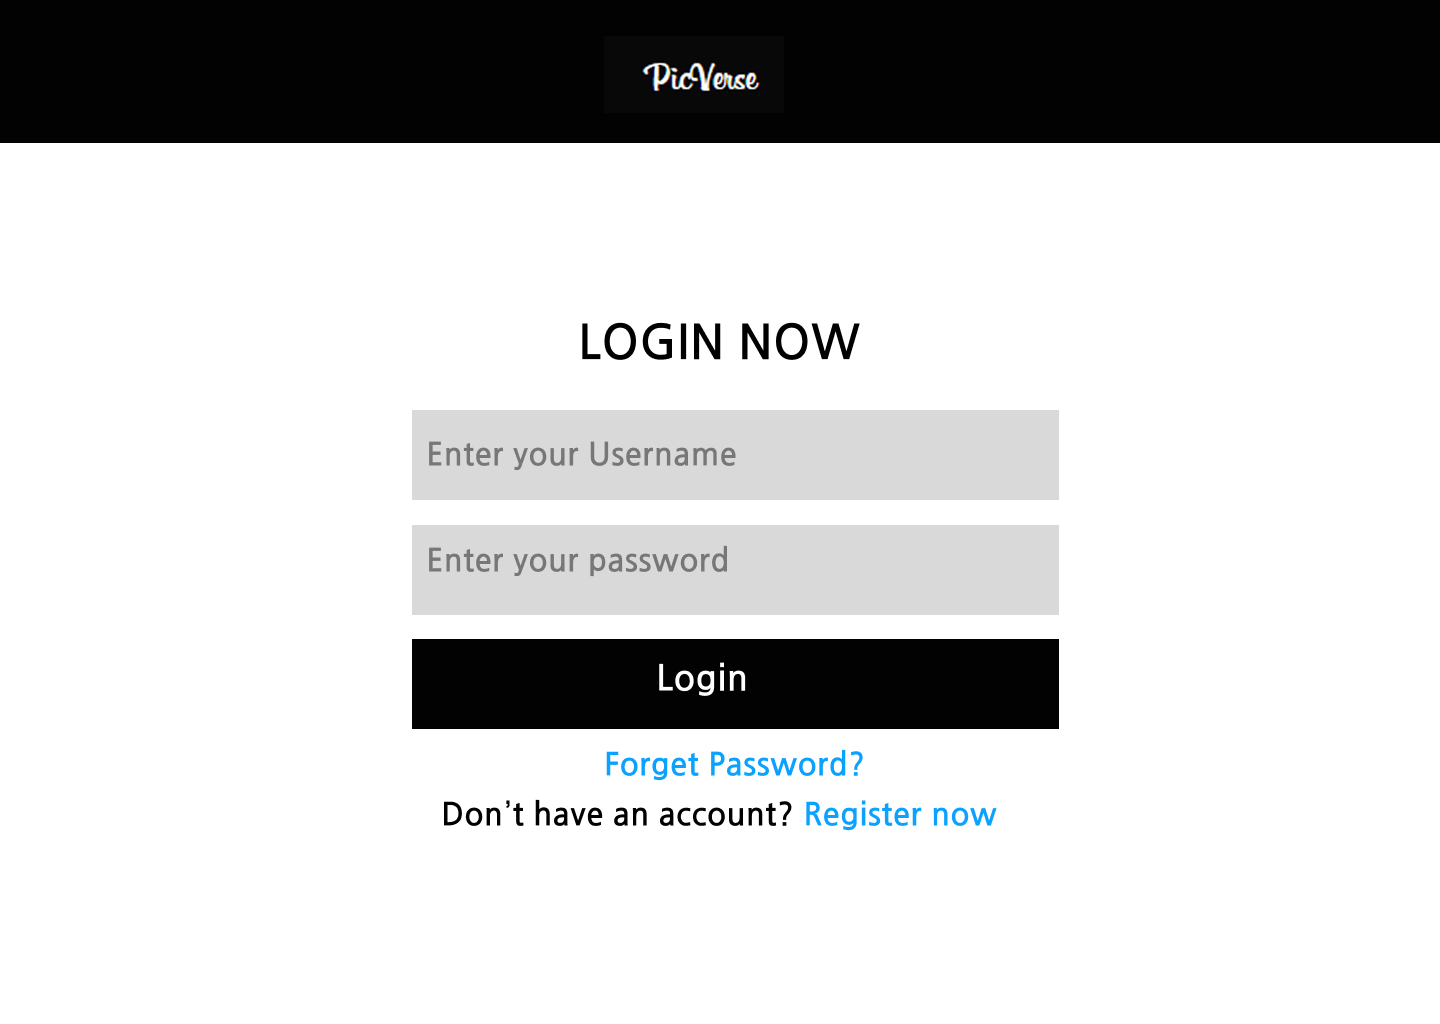 PicVerse
LOGIN NOW
Enter your Username
Enter your password
Login
Forget Password?
Don’t have an account? Register now